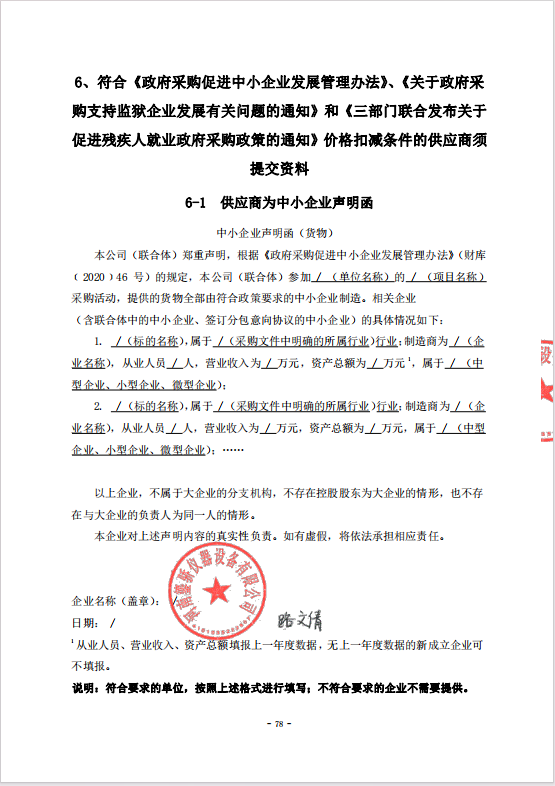 6、符合《政府采购促进中小企业发展管理办法》、《关于政府采
购支持监狱企业发展有关问题的通知》和《三部门联合发布关于
促进残疾人就业政府采购政策的通知》价格扣减条件的供应商须
提交资料
6-1 供应商为中小企业声明函
中小企业声明函（货物）
本公司（联合体）郑重声明，根据《政府采购促进中小企业发展管理办法》（财库
﹝2020﹞46 号）的规定，本公司（联合体）参加 / （单位名称）的 / （项目名称）
采购活动，提供的货物全部由符合政策要求的中小企业制造。相关企业
（含联合体中的中小企业、签订分包意向协议的中小企业）的具体情况如下：
1. /（标的名称），属于 /（采购文件中明确的所属行业）行业；制造商为 /（企
业名称），从业人员 / 人，营业收入为 / 万元，资产总额为 / 万元¹，属于 / （中
型企业、小型企业、微型企业）；
2. /（标的名称），属于 /（采购文件中明确的所属行业）行业；制造商为 /（企
业名称），从业人员 / 人，营业收入为 / 万元，资产总额为 / 万元，属于 / （中型
企业、小型企业、微型企业）；……
以上企业，不属于大企业的分支机构，不存在控股股东为大企业的情形，也不存
在与大企业的负责人为同一人的情形。
本企业对上述声明内容的真实性负责。如有虚假，将依法承担相应责任。
企业名称（盖章）： /
日期： /
路文倩
¹从业人员、营业收入、资产总额填报上一年度数据，无上一年度数据的新成立企业可
不填报。
说明：符合要求的单位，按照上述格式进行填写；不符合要求的企业不需要提供。
- 78 -